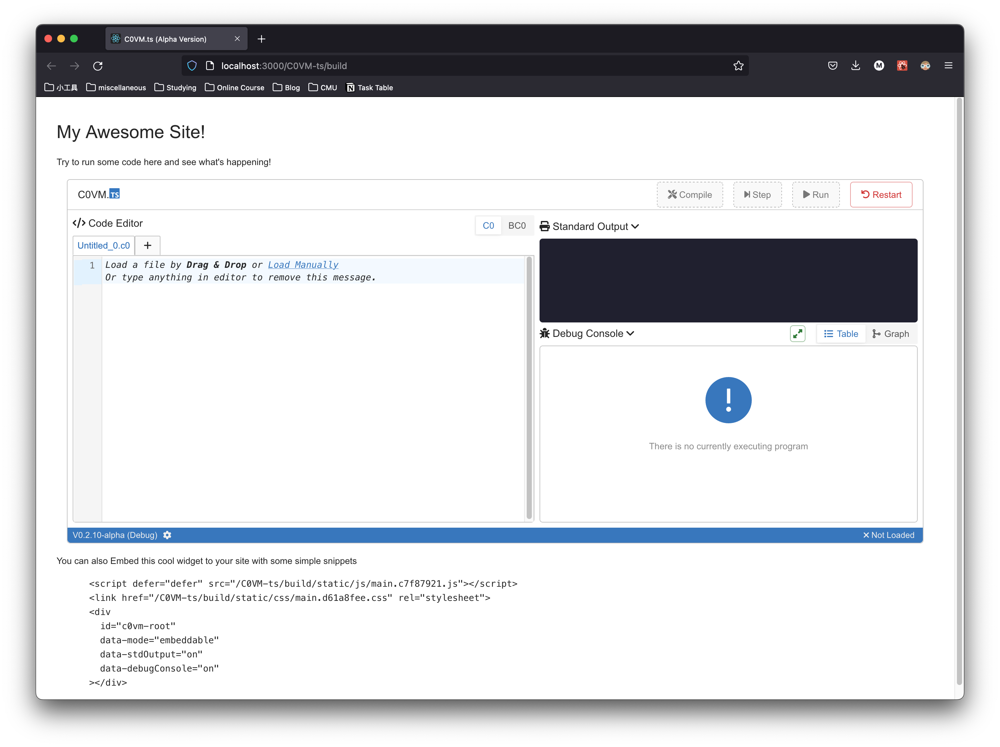 C0VM.ts (Alpha Version)
localhost:3000/C0VM-ts/build
M
小工具 miscellaneous Studying Online Course Blog CMU Task Table
My Awesome Site!
Try to run some code here and see what's happening!
C0VM.TS
Compile Step Run Restart
Code Editor
C0 BC0
Untitled_0.c0 +
1 Load a file by Drag & Drop or Load Manually
Or type anything in editor to remove this message.
Standard Output
Debug Console
Table Graph
There is no currently executing program
V0.2.10-alpha (Debug)
Not Loaded
You can also Embed this cool widget to your site with some simple snippets
<script defer="defer" src="/C0VM-ts/build/static/js/main.c7f87921.js"></script>
<link href="/C0VM-ts/build/static/css/main.d61a8fee.css" rel="stylesheet">
<div
id="c0vm-root"
data-mode="embeddable"
data-stdOutput="on"
data-debugConsole="on"
></div>